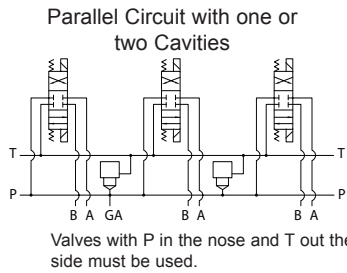 Parallel Circuit with one or
two Cavities
T T
P P
B A GA B A B A
Valves with P in the nose and T out the
side must be used.